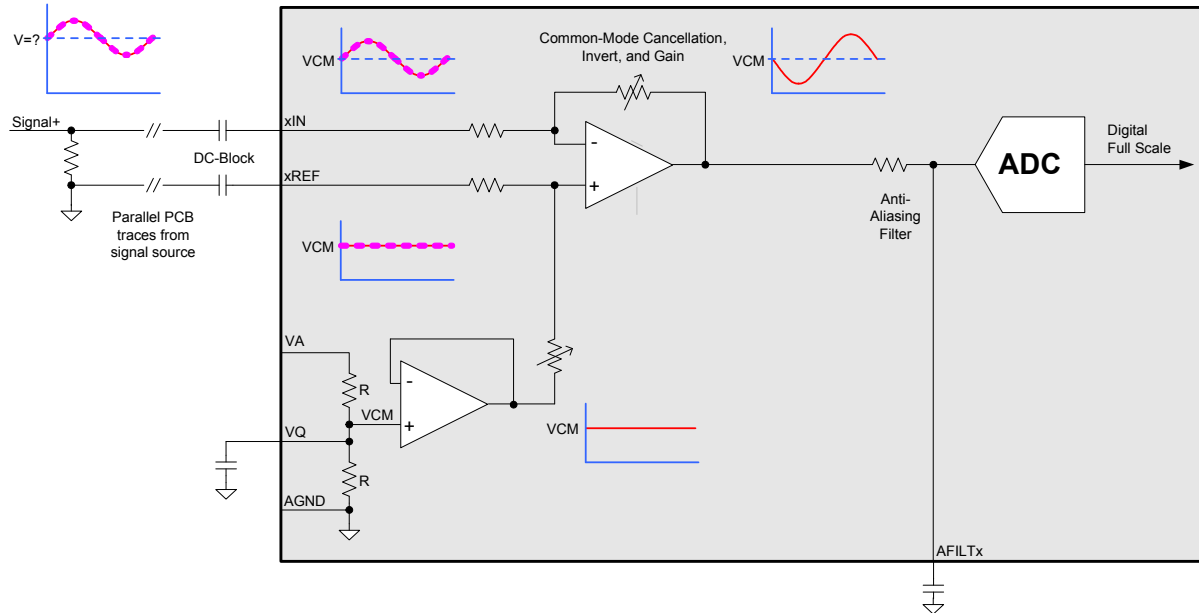 V=?
VCM
Common-Mode Cancellation,
Invert, and Gain
VCM
Signal+
xIN
-
DC-Block
xREF
+
ADC
Digital
Full Scale
Anti-
Aliasing
Filter
Parallel PCB
traces from
signal source
VCM
VA
R
-
VCM
+
VQ
VCM
R
AGND
AFILTx